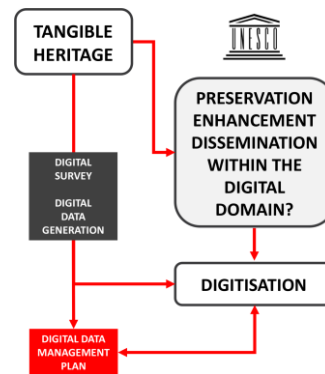 TANGIBLE
HERITAGE
UNESCO
PRESERVATION
ENHANCEMENT
DISSEMINATION
WITHIN THE
DIGITAL
DOMAIN?
DIGITAL
SURVEY
DIGITAL
DATA
GENERATION
DIGITISATION
DIGITAL DATA
MANAGEMENT
PLAN